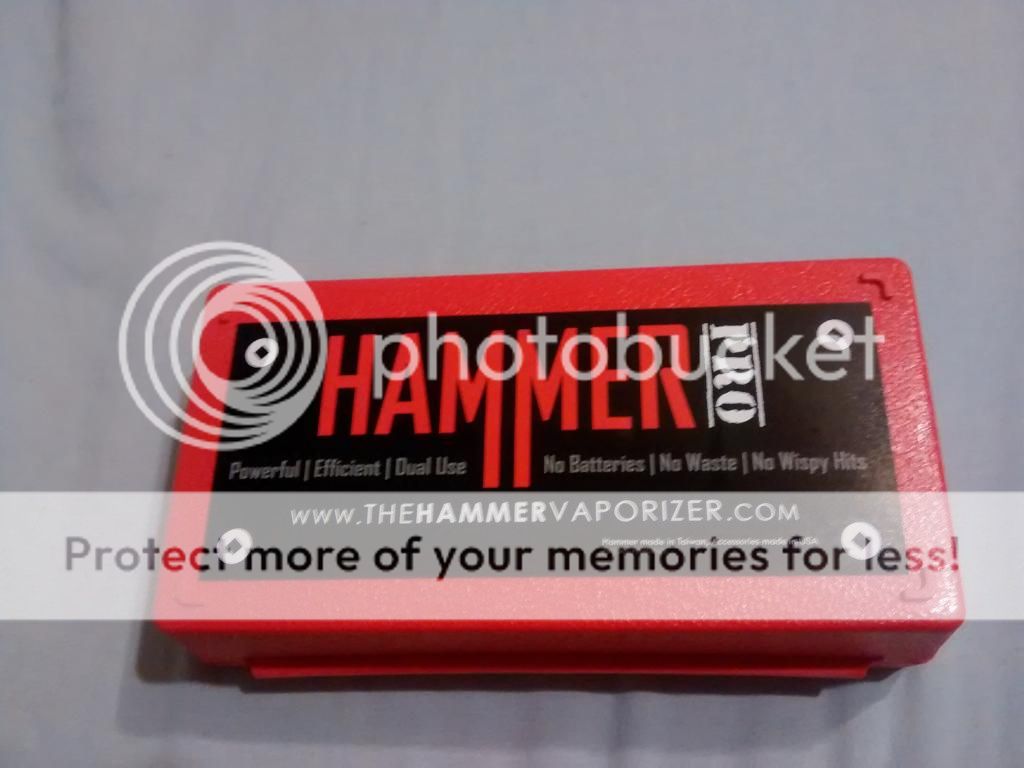 HAMMER PRO
photobucket
Powerful | Efficient | Dual Use No Batteries | No Waste | No Wispy Hits
WWW.THEHAMMERVAPORIZER.COM
Hammer made in Taiwan, Accessories made in USA
Protect more of your memories for less!